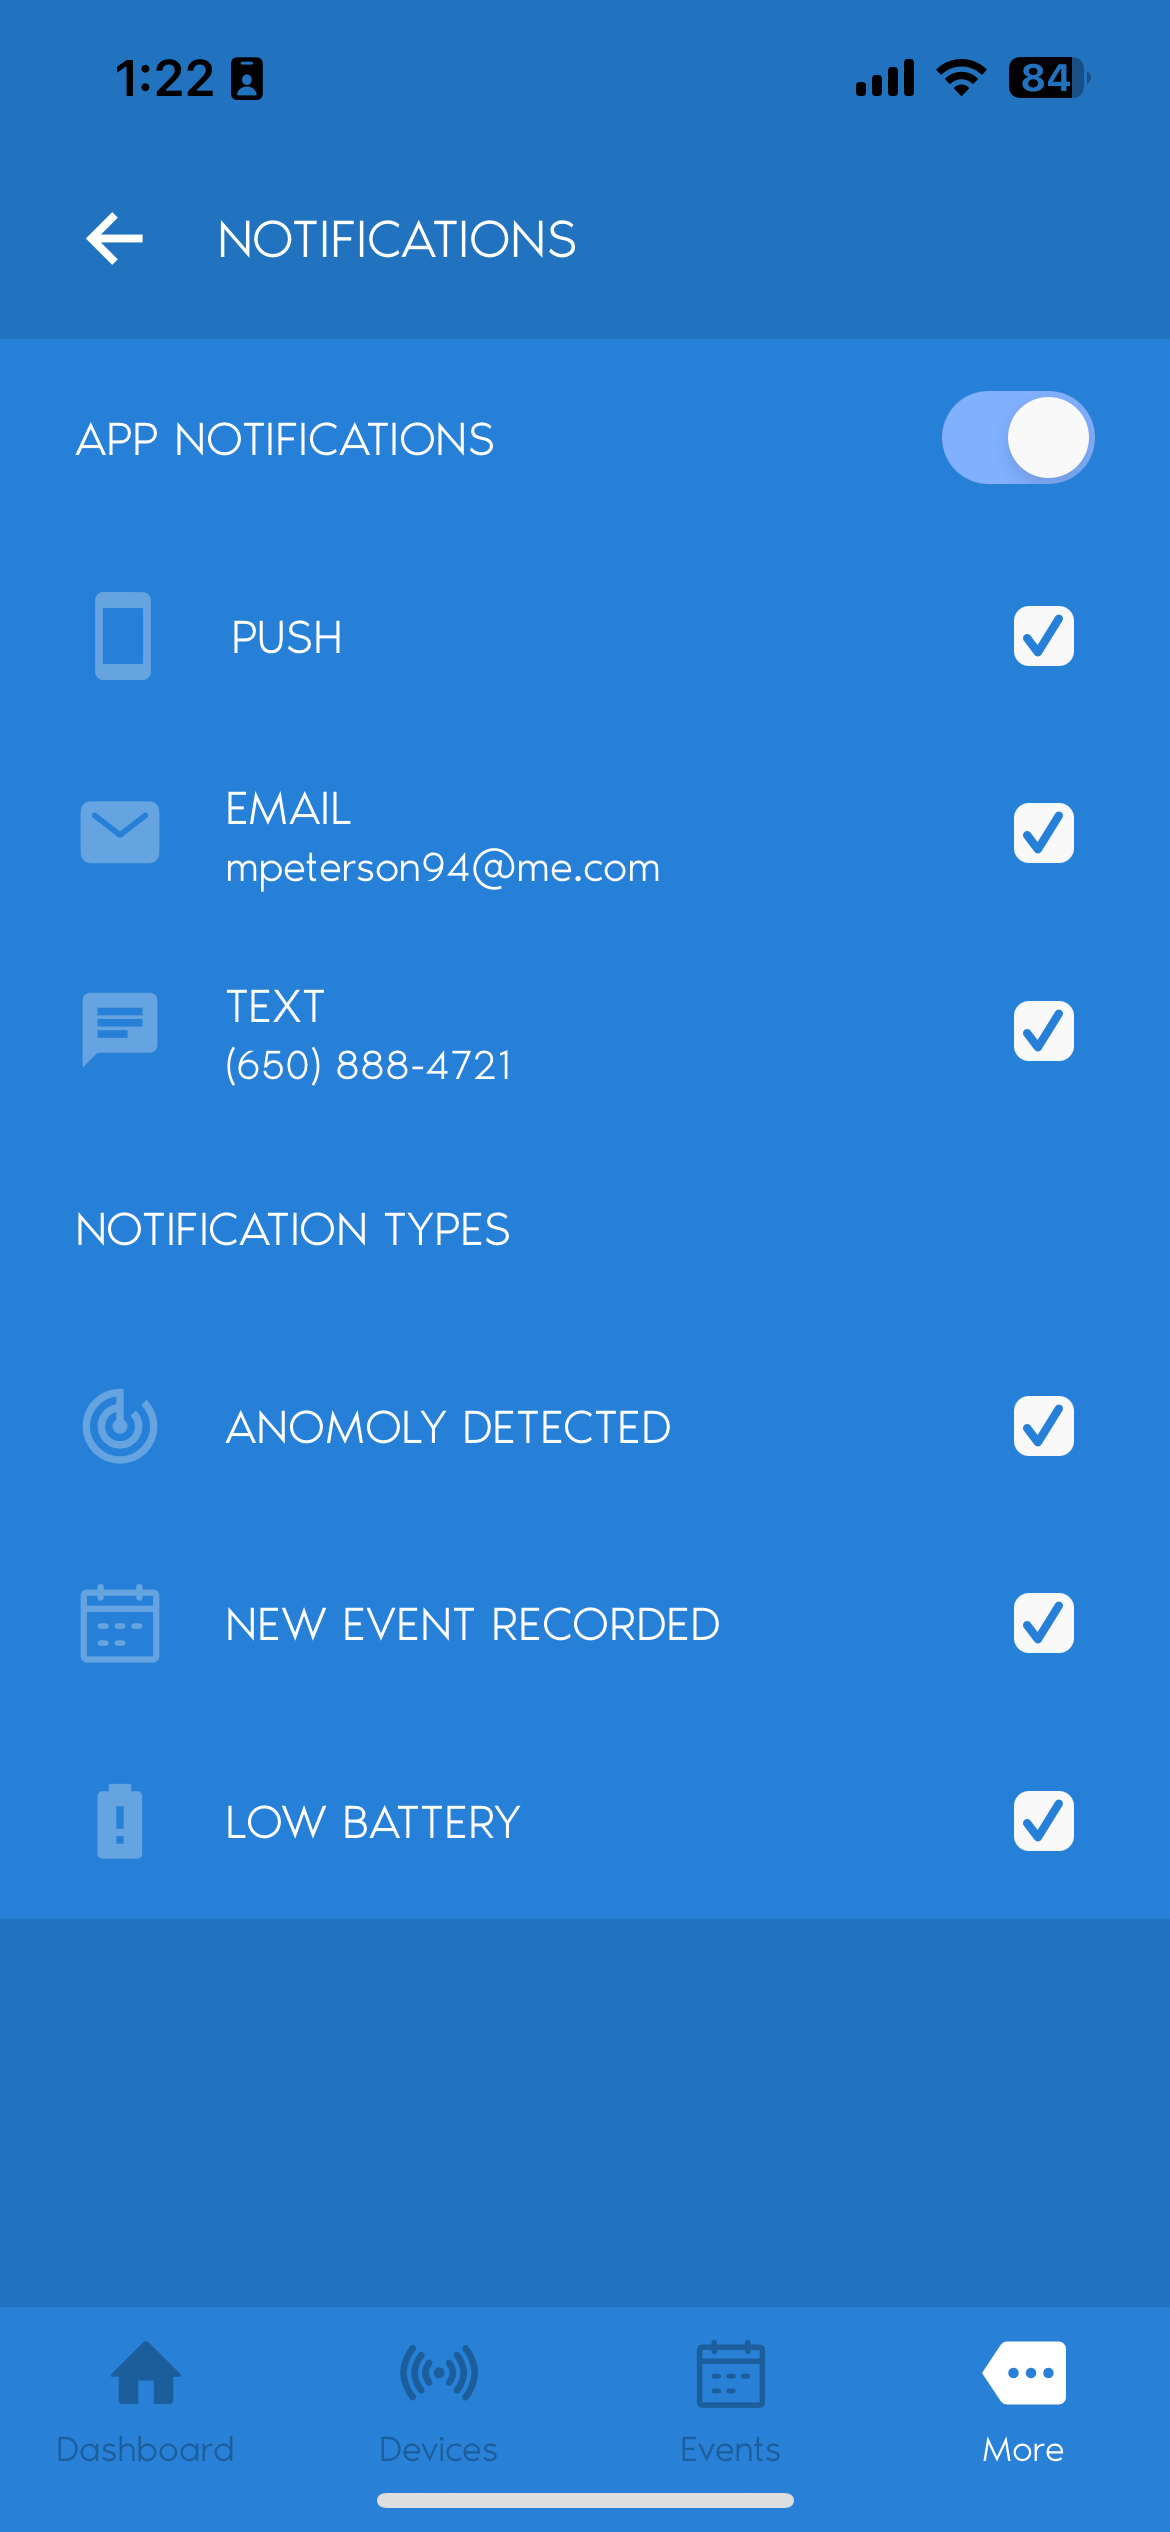 1:22
84
NOTIFICATIONS
APP NOTIFICATIONS
PUSH
EMAIL
mpeterson94@me.com
TEXT
(650) 888-4721
NOTIFICATION TYPES
ANOMOLY DETECTED
NEW EVENT RECORDED
LOW BATTERY
Dashboard
Devices
Events
More